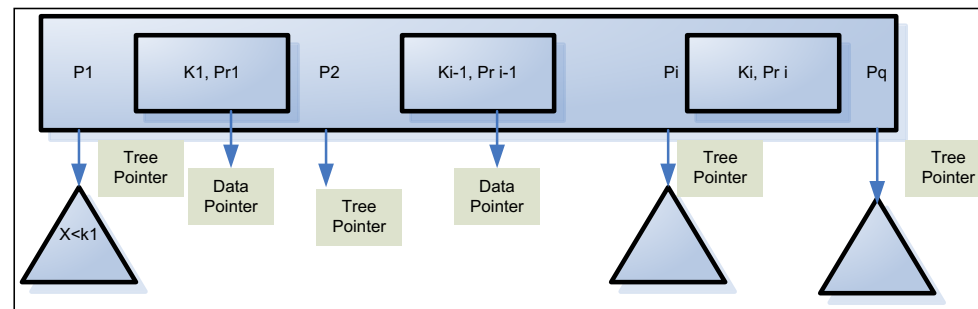 P1
K1, Pr1
P2
Ki-1, Pr i-1
Pi
Ki, Pr i
Pq
Tree
Pointer
Data
Pointer
Tree
Pointer
Data
Pointer
Tree
Pointer
Tree
Pointer
X<k1